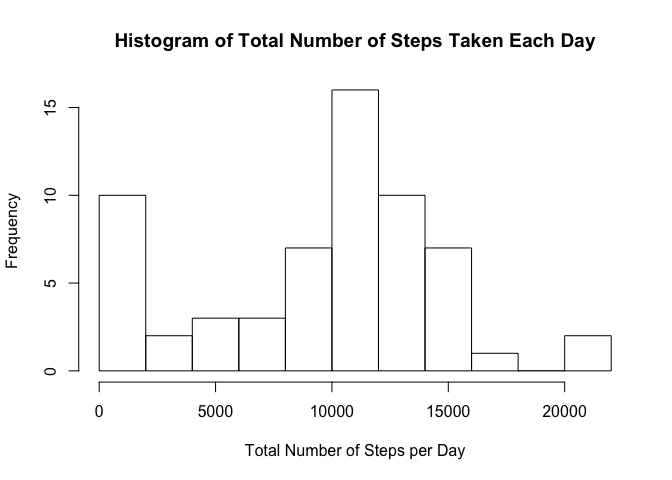 Histogram of Total Number of Steps Taken Each Day
Frequency
15
10
5
0
0 5000 10000 15000 20000
Total Number of Steps per Day